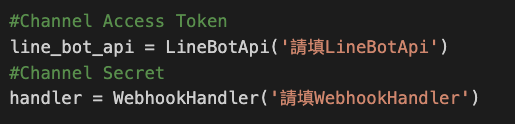 #Channel Access Token
line_bot_api = LineBotApi('請填LineBotApi')
#Channel Secret
handler = WebhookHandler('請填WebhookHandler')